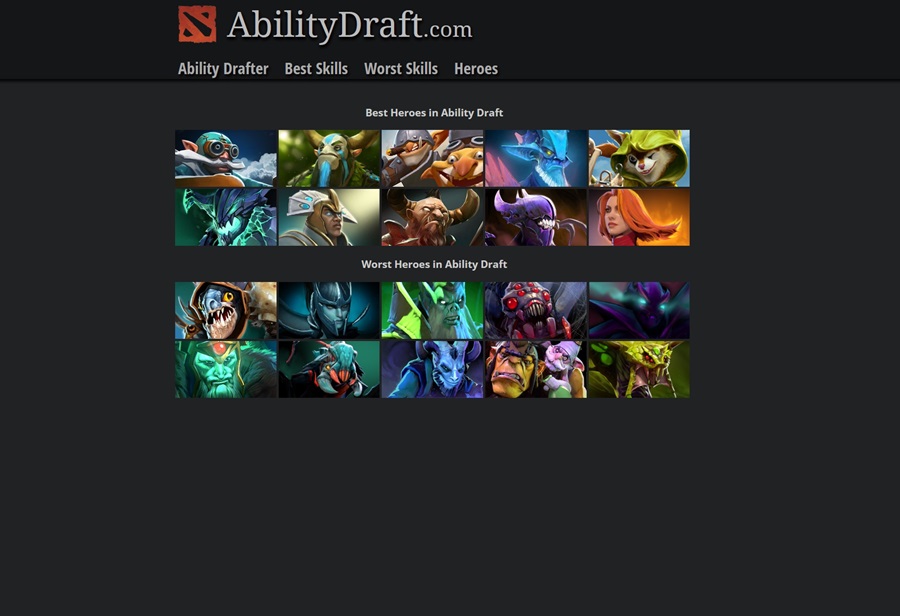 AbilityDraft.com
Ability Drafter Best Skills Worst Skills Heroes
Best Heroes in Ability Draft
Worst Heroes in Ability Draft